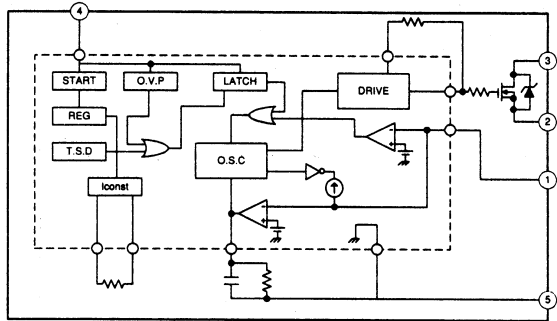 4
START
O.V.P
LATCH
DRIVE
3
REG
2
T.S.D
O.S.C
1
Iconst
5